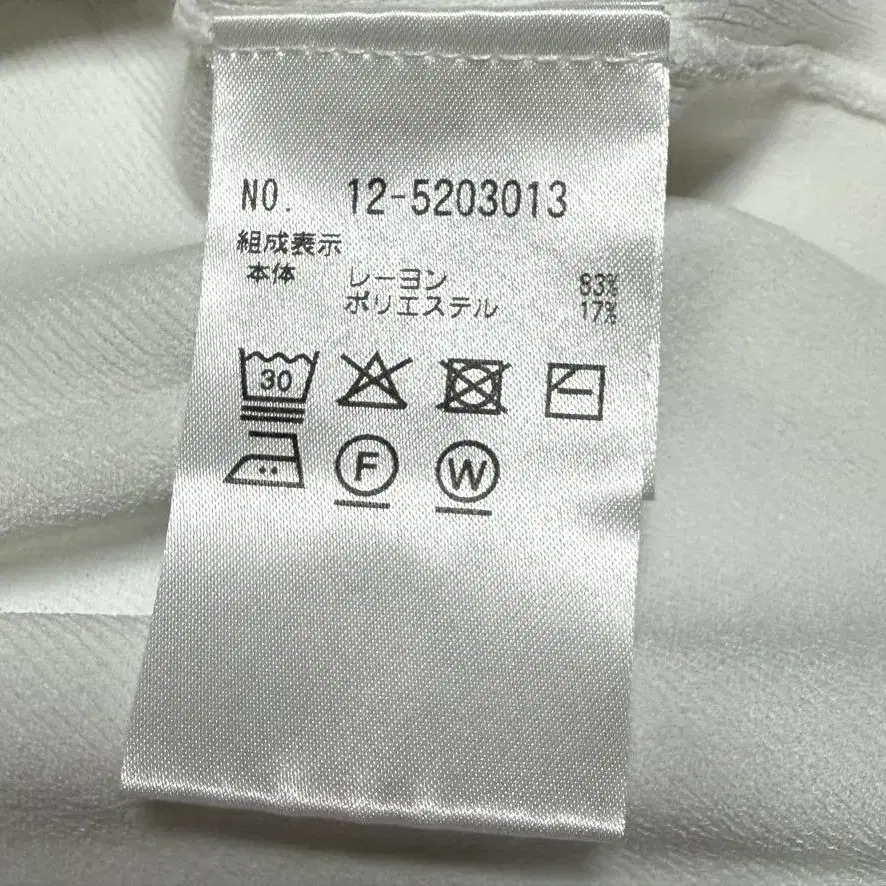 NO. 12-5203013
組成表示
本体 レーヨン 83%
ポリエステル 17%
30
F W